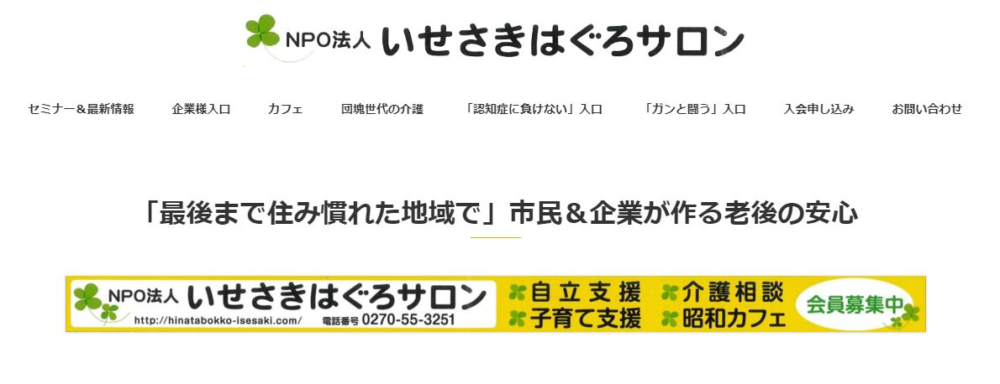 NPO法人 いせさきはぐろサロン
セミナー＆最新情報 企業様入口 カフェ 団塊世代の介護 「認知症に負けない」入口 「ガンと闘う」入口 入会申し込み お問い合わせ
「最後まで住み慣れた地域で」市民＆企業が作る老後の安心
NPO法人 いせさきはぐろサロン
http://hinatabokko-isesaki.com/ 電話番号 0270-55-3251
自立支援 介護相談
子育て支援 昭和カフェ
会員募集中